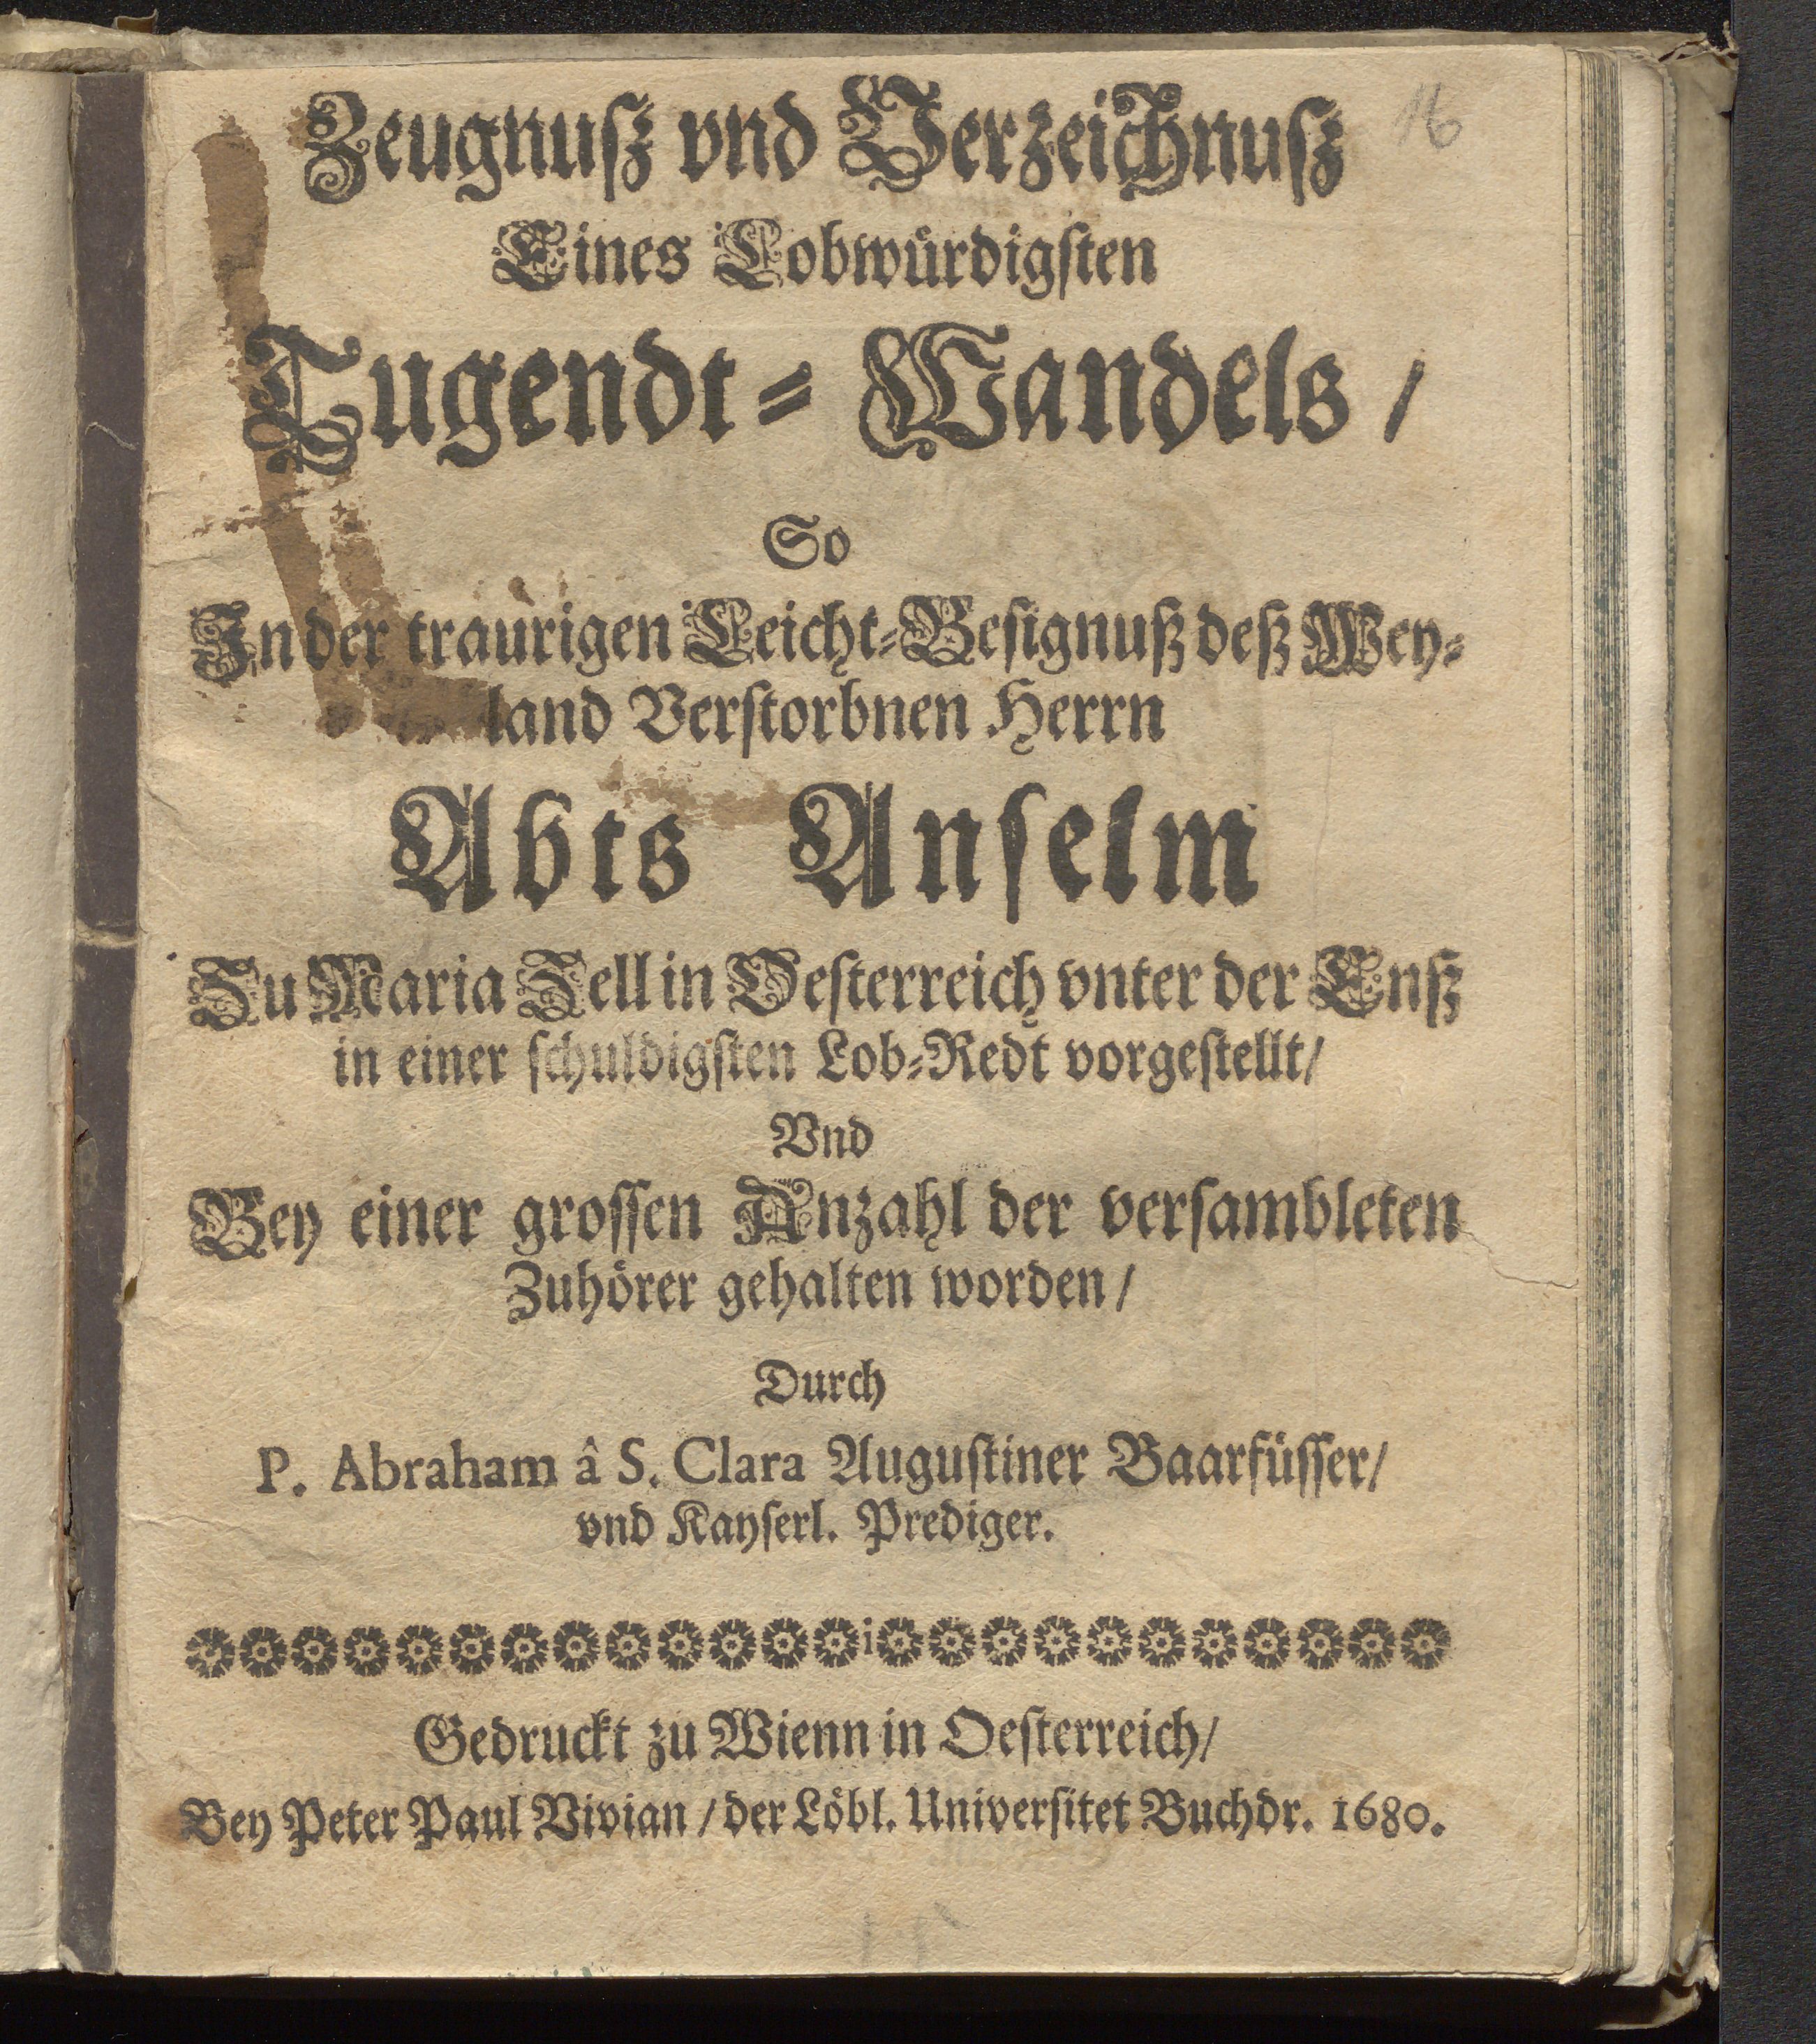 Zeugnuß vnd Verzeichnuß
16
Eines Lobwürdigsten
Tugendt-Wandels/
So
In der traurigen Leicht-Besignuß deß Wey-
land Verstorbnen Herrn
Abts Anselm
Zu Maria Zell in Oesterreich vnter der Enß
in einer schuldigsten Lob-Redt vorgestellt/
Vnd
Bey einer grossen Anzahl der versambleten
Zuhörer gehalten worden/
Durch
P. Abraham â S. Clara Augustiner Baarfüsser/
vnd Kayserl. Prediger.
Gedruckt zu Wienn in Oesterreich/
Bey Peter Paul Vivian/der Löbl. Universitet Buchdr. 1680.